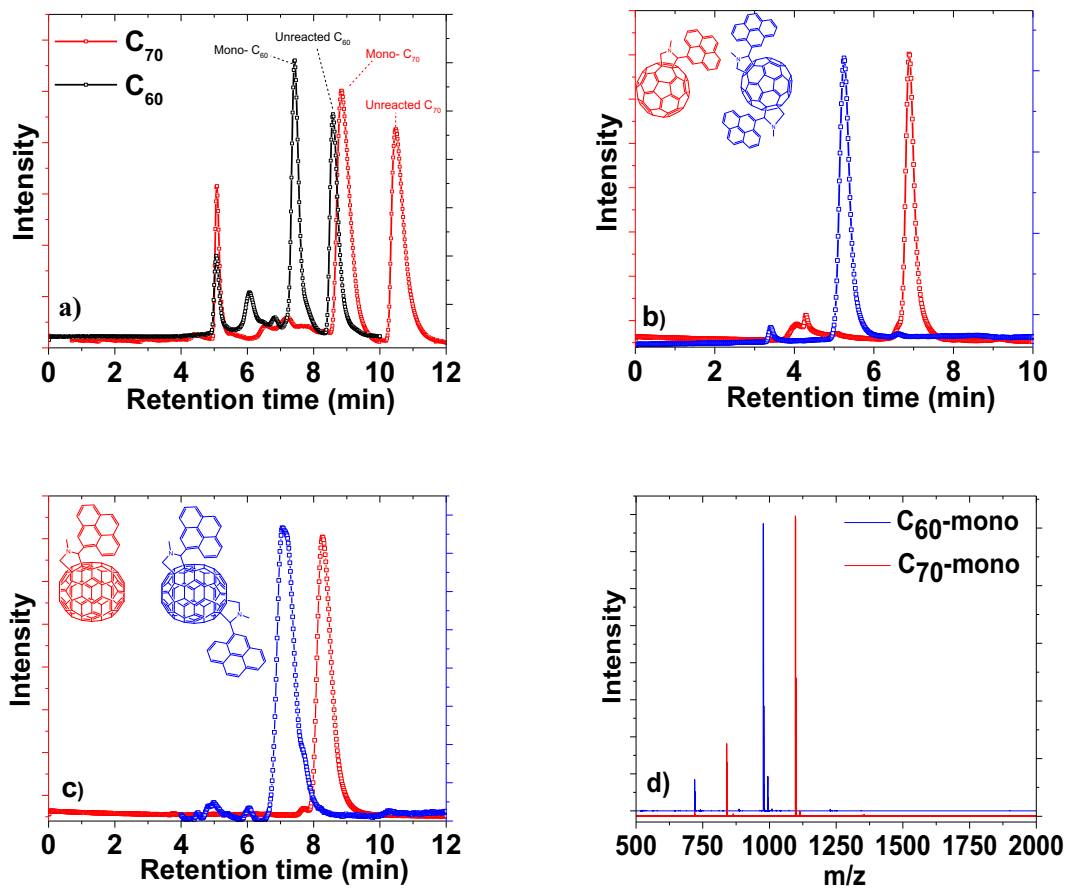 C70
C60
Mono- C60
Unreacted C60
Mono- C70
Unreacted C70
Intensity
a)
0 2 4 6 8 10 12
Retention time (min)
N
N
N
Intensity
b)
0 2 4 6 8 10
Retention time (min)
N
N
N
Intensity
c)
0 2 4 6 8 10 12
Retention time (min)
C60-mono
C70-mono
Intensity
d)
500 750 1000 1250 1500 1750 2000
m/z